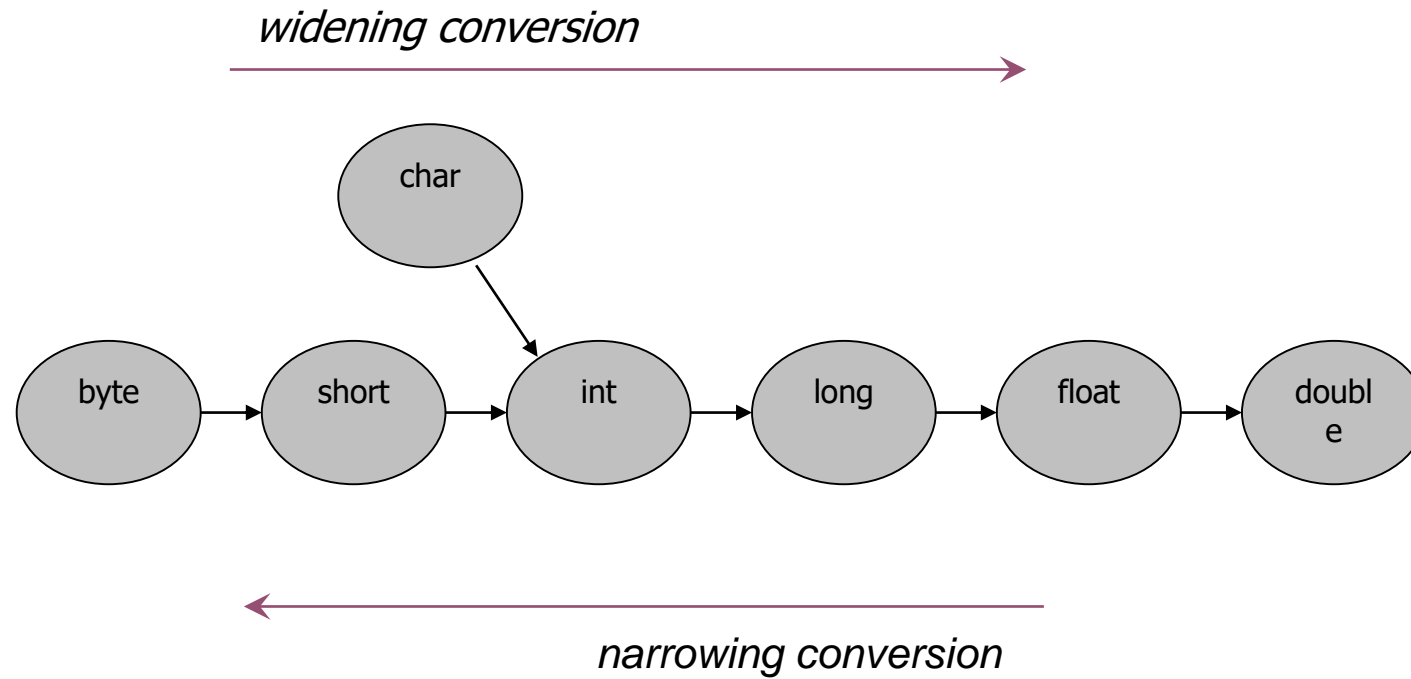 widening conversion
char
byte
short
int
long
float
doubl
e
narrowing conversion